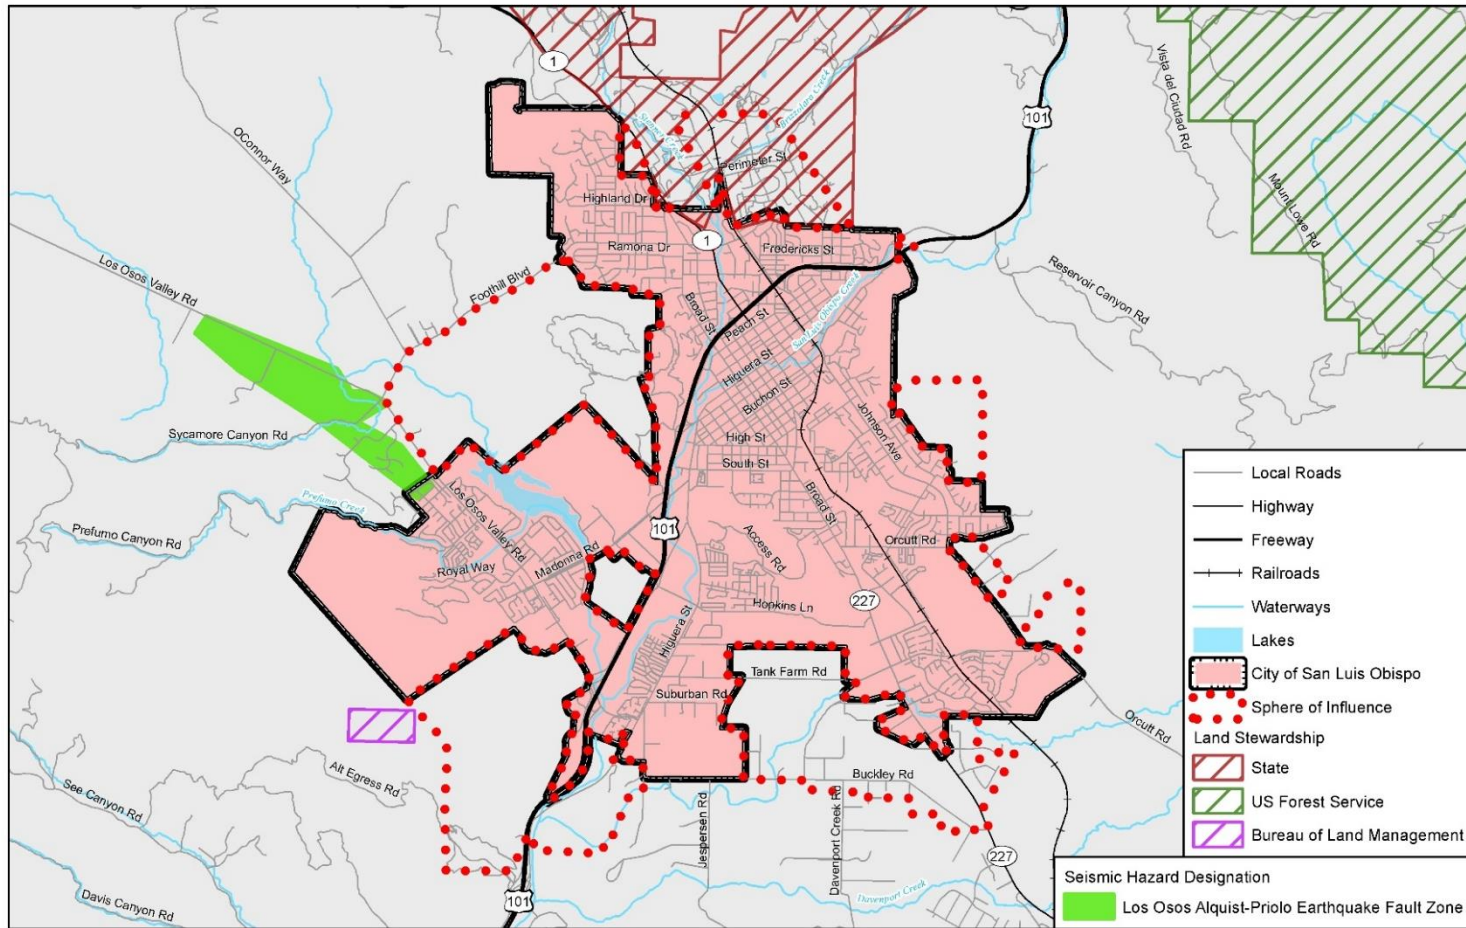 1
101
Vista del Ciudad Rd
OConnor Way
Stenner Creek
Brizzolara Creek
Perimeter St
Mount Lowe Rd
Highland Dr
1
Ramona Dr
Fredericks St
Los Osos Valley Rd
Foothill Blvd
Reservoir Canyon Rd
Broad St
Peach St
San Luis Obispo Creek
Higuera St
Buchon St
Johnson Ave
Sycamore Canyon Rd
High St
South St
Los Osos Valley Rd
Broad St
Prefumo Creek
Prefumo Canyon Rd
101
Access Rd
Orcutt Rd
Royal Way
Madonna Rd
Hopkins Ln
227
Higuera St
Tank Farm Rd
Suburban Rd
Orcutt Rd
Alt Egress Rd
See Canyon Rd
Buckley Rd
Jespersen Rd
Davenport Creek Rd
227
Davenport Creek
Davis Canyon Rd
101
Local Roads
Highway
Freeway
Railroads
Waterways
Lakes
City of San Luis Obispo
Sphere of Influence
Land Stewardship
State
US Forest Service
Bureau of Land Management
Seismic Hazard Designation
Los Osos Alquist-Priolo Earthquake Fault Zone